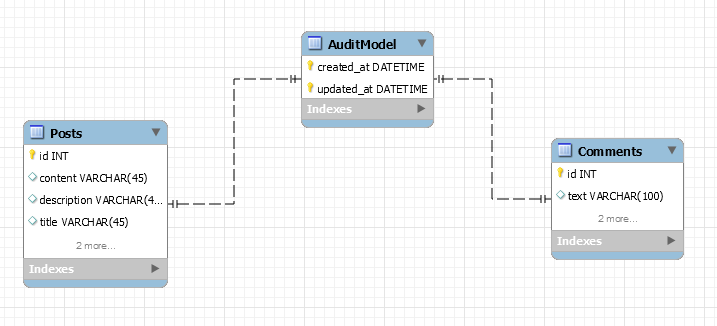 AuditModel
created_at DATETIME
updated_at DATETIME
Indexes
Posts
id INT
content VARCHAR(45)
description VARCHAR(4...
title VARCHAR(45)
2 more...
Indexes
Comments
id INT
text VARCHAR(100)
2 more...
Indexes